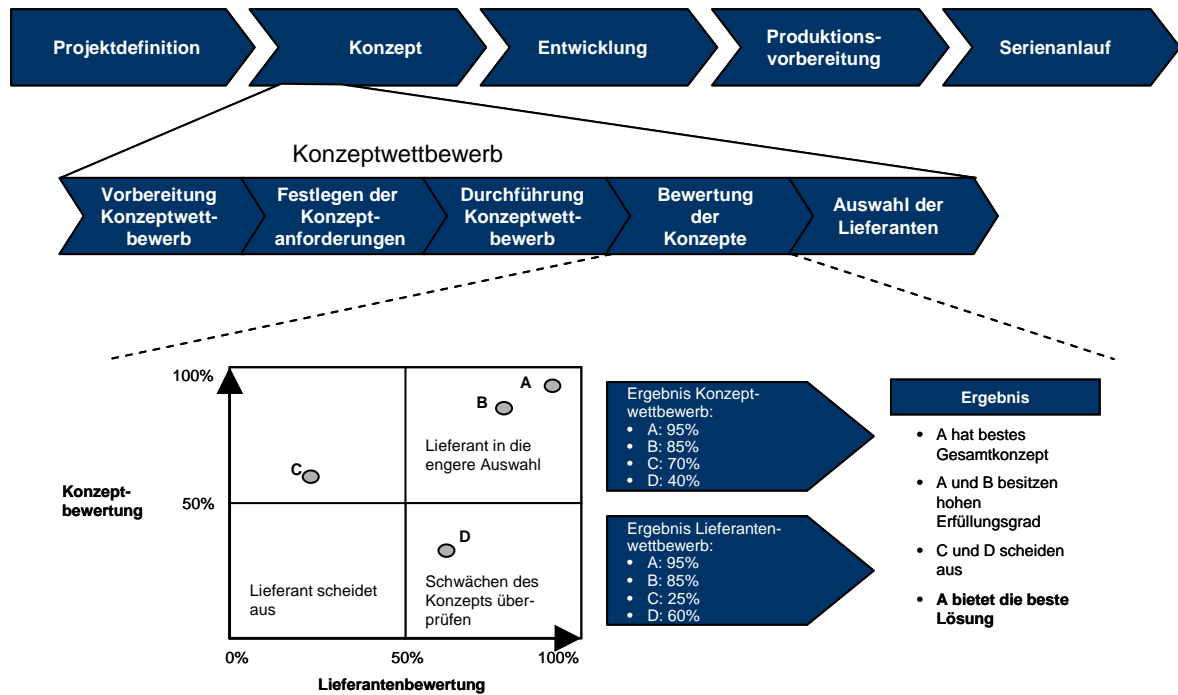 Projektdefinition
Konzept
Entwicklung
Produktions-
vorbereitung
Serienanlauf
Konzeptwettbewerb
Vorbereitung
Konzeptwett-
bewerb
Festlegen der
Konzept-
anforderungen
Durchführung
Konzeptwett-
bewerb
Bewertung
der
Konzepte
Auswahl der
Lieferanten
100%
50%
Konzept-
bewertung
A
B
C
D
Lieferant in die
engere Auswahl
Lieferant scheidet
aus
Schwächen des
Konzepts über-
prüfen
0%
50%
100%
Lieferantenbewertung
Ergebnis Konzept-
wettbewerb:
• A: 95%
• B: 85%
• C: 70%
• D: 40%
Ergebnis Lieferanten-
wettbewerb:
• A: 95%
• B: 85%
• C: 25%
• D: 60%
Ergebnis
• A hat bestes
Gesamtkonzept
• A und B besitzen
hohen
Erfüllungsgrad
• C und D scheiden
aus
• A bietet die beste
Lösung